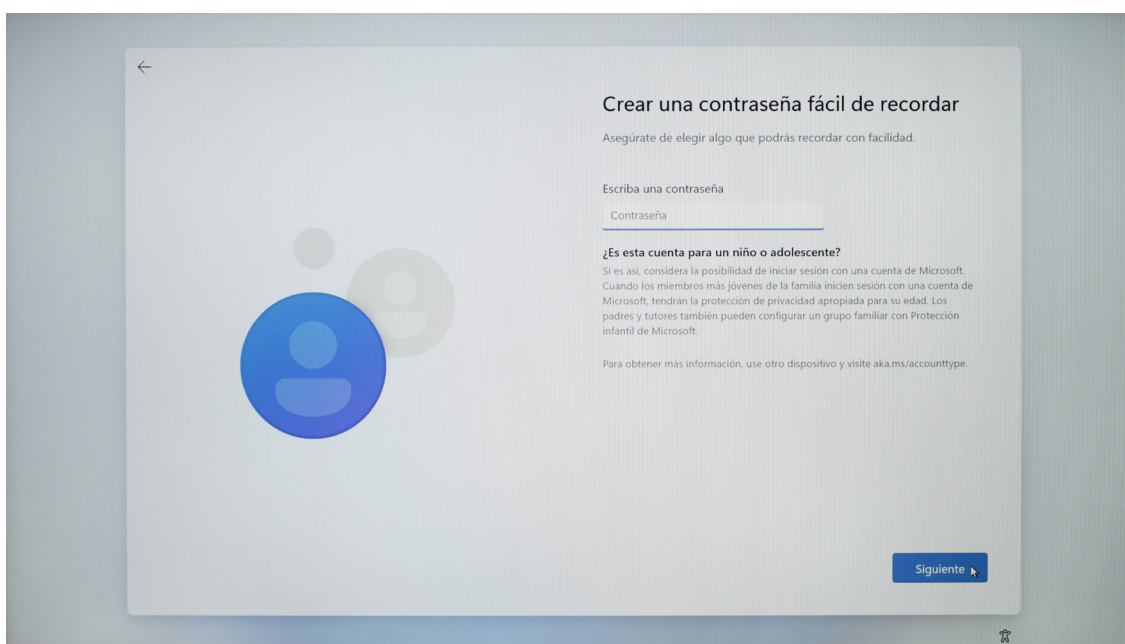 Crear una contraseña fácil de recordar
Asegúrate de elegir algo que podrás recordar con facilidad.
Escriba una contraseña
Contraseña
¿Es esta cuenta para un niño o adolescente?
Si es así, considera la posibilidad de iniciar sesión con una cuenta de Microsoft.
Cuando los miembros más jóvenes de la familia inicien sesión con una cuenta de
Microsoft, tendrán la protección de privacidad apropiada para su edad. Los
padres y tutores también pueden configurar un grupo familiar con Protección
infantil de Microsoft.
Para obtener más información, use otro dispositivo y visite aka.ms/accounttype.
Siguiente